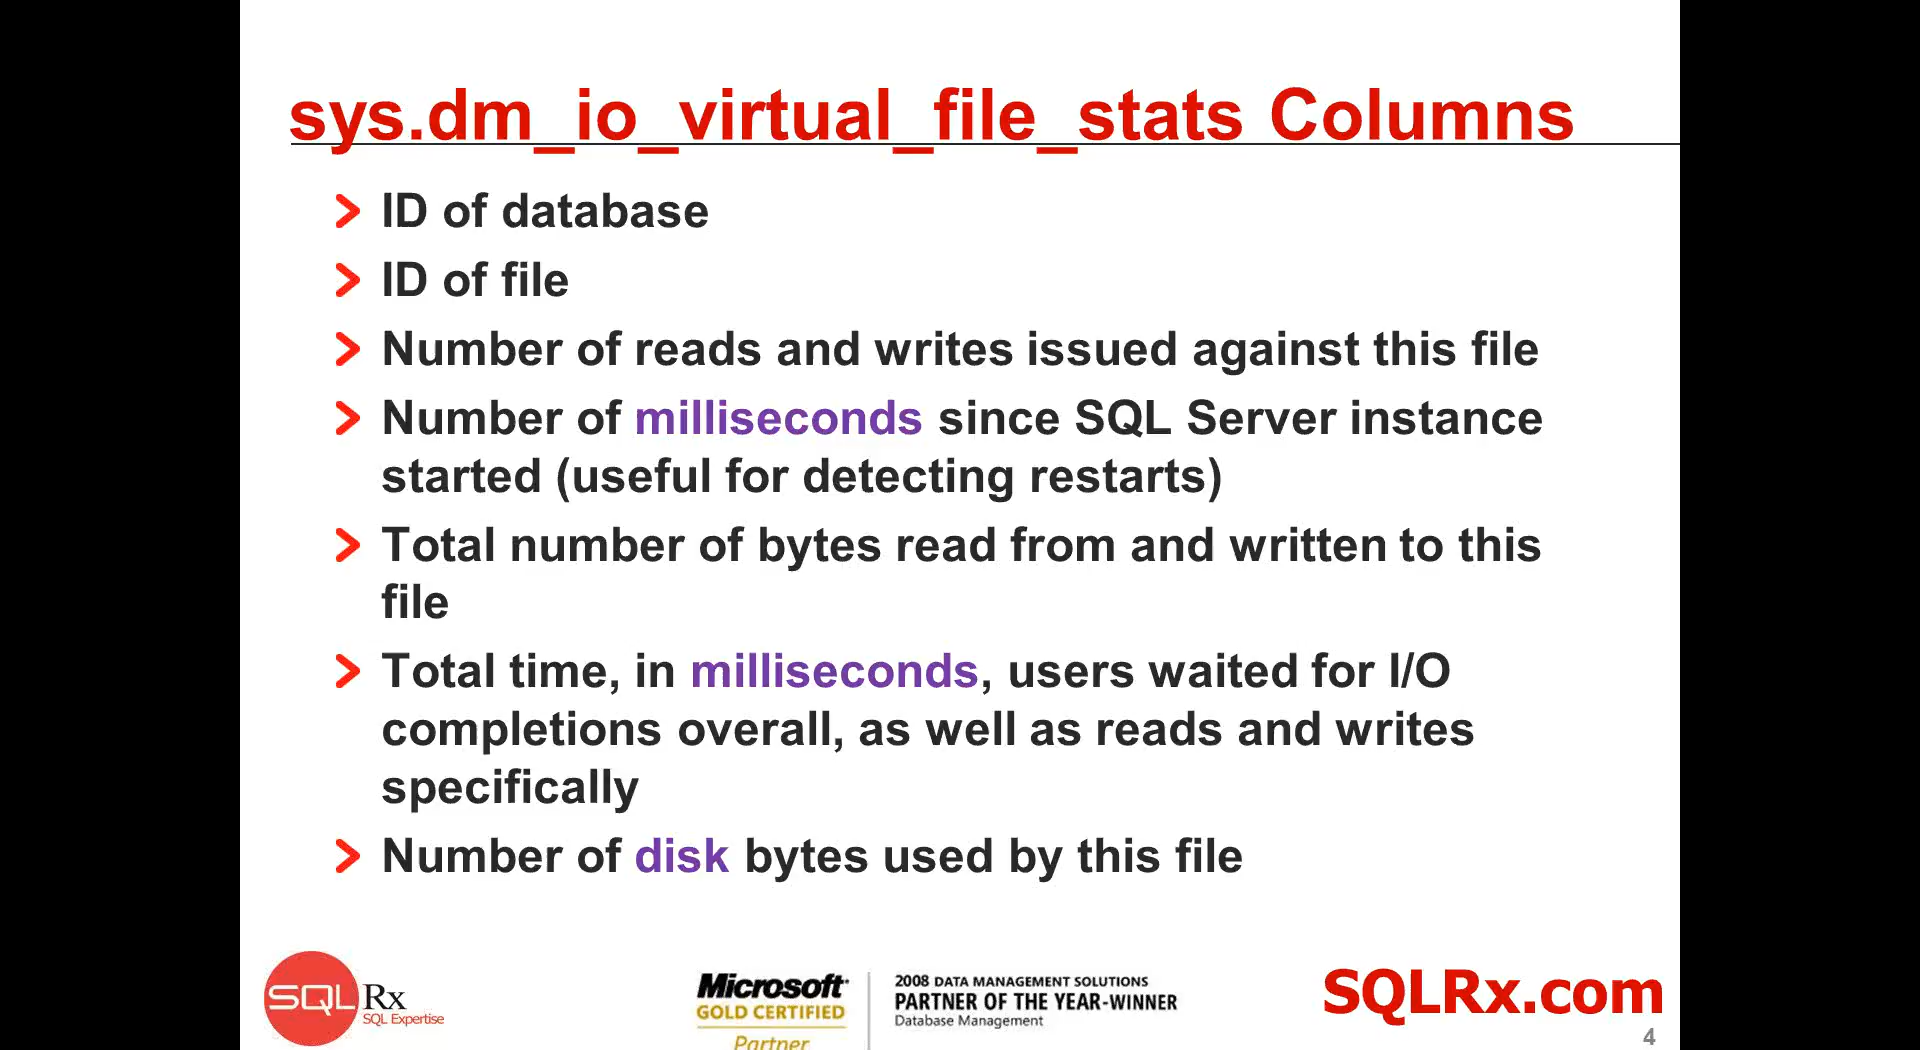 sys.dm_io_virtual_file_stats Columns
ID of database
ID of file
Number of reads and writes issued against this file
Number of milliseconds since SQL Server instance
started (useful for detecting restarts)
Total number of bytes read from and written to this
file
Total time, in milliseconds, users waited for I/O
completions overall, as well as reads and writes
specifically
Number of disk bytes used by this file
SQL Rx
SQL Expertise
Microsoft
GOLD CERTIFIED
Partner
2008 DATA MANAGEMENT SOLUTIONS
PARTNER OF THE YEAR-WINNER
Database Management
SQLRx.com
4